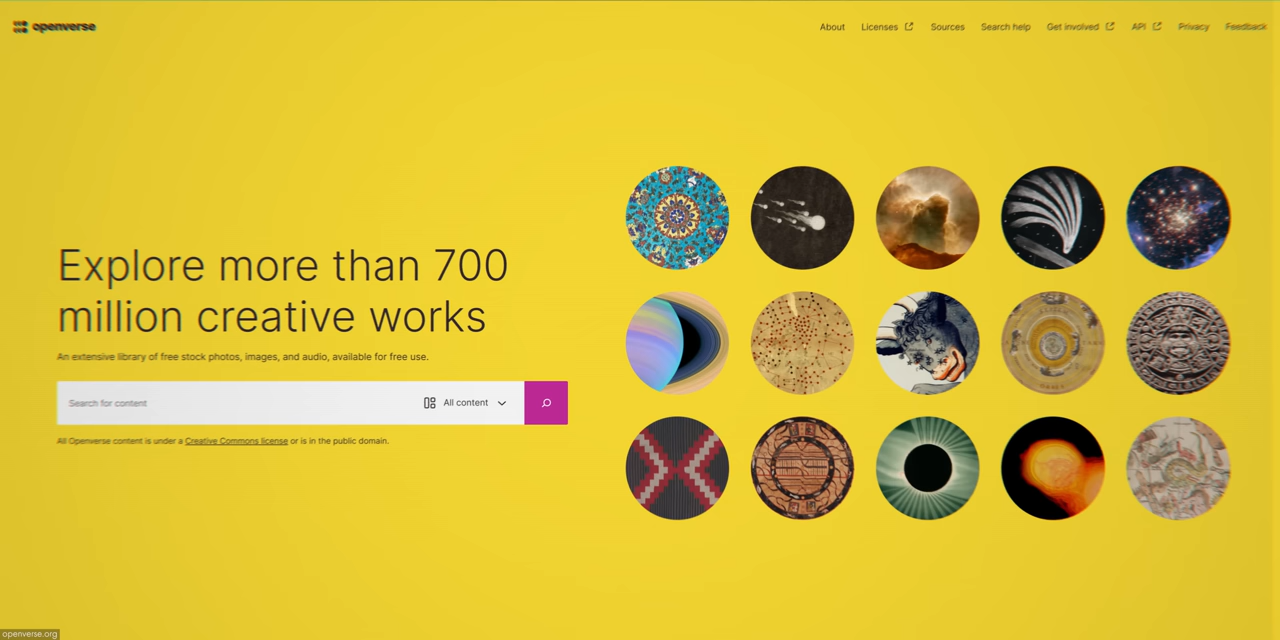 openverse
About Licenses Sources Search help Get involved API Privacy Feedback
Explore more than 700
million creative works
An extensive library of free stock photos, images, and audio, available for free use.
Search for content All content
All Openverse content is under a Creative Commons license or is in the public domain.
openverse.org